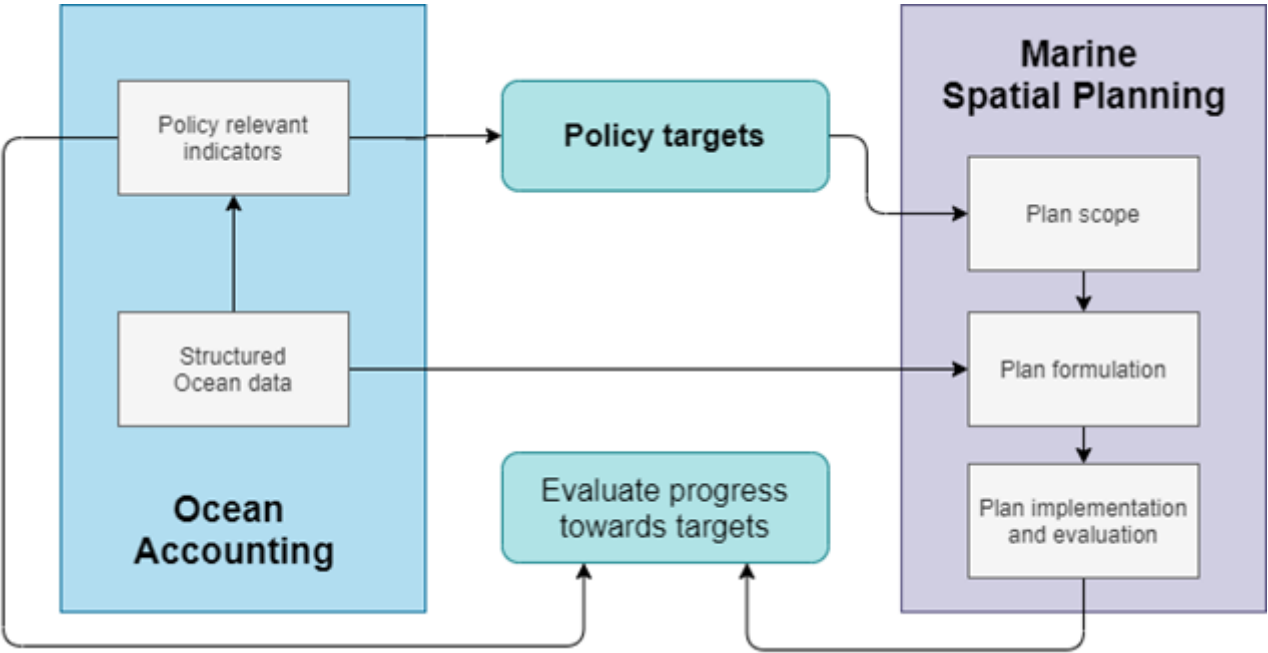 Policy relevant
indicators
Structured
Ocean data
Ocean
Accounting
Policy targets
Evaluate progress
towards targets
Marine
Spatial Planning
Plan scope
Plan formulation
Plan implementation
and evaluation